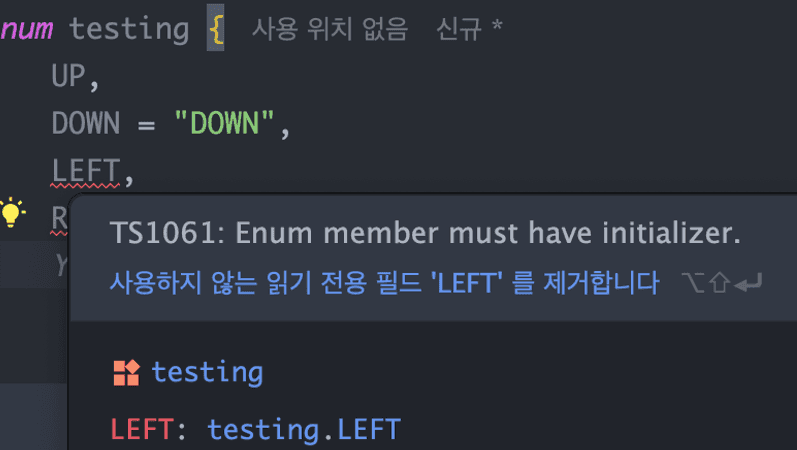 num testing { 사용 위치 없음 신규 *
UP,
DOWN = "DOWN",
LEFT,
R
Y
TS1061: Enum member must have initializer.
사용하지 않는 읽기 전용 필드 'LEFT' 를 제거합니다 ⌥⇧↵
testing
LEFT: testing.LEFT